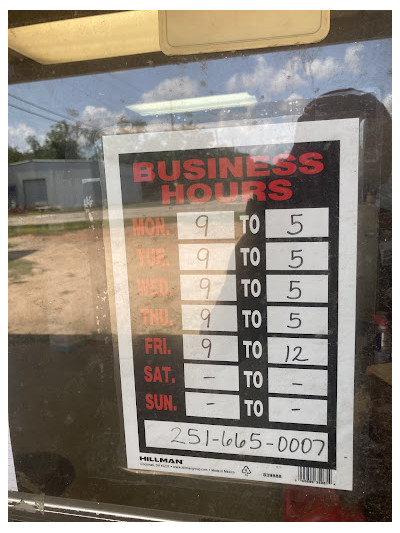 BUSINESS
HOURS
MON. 9 TO 5
TUE. 9 TO 5
WED. 9 TO 5
THU. 9 TO 5
FRI. 9 TO 12
SAT. - TO -
SUN. - TO -
251-665-0007
HILLMAN